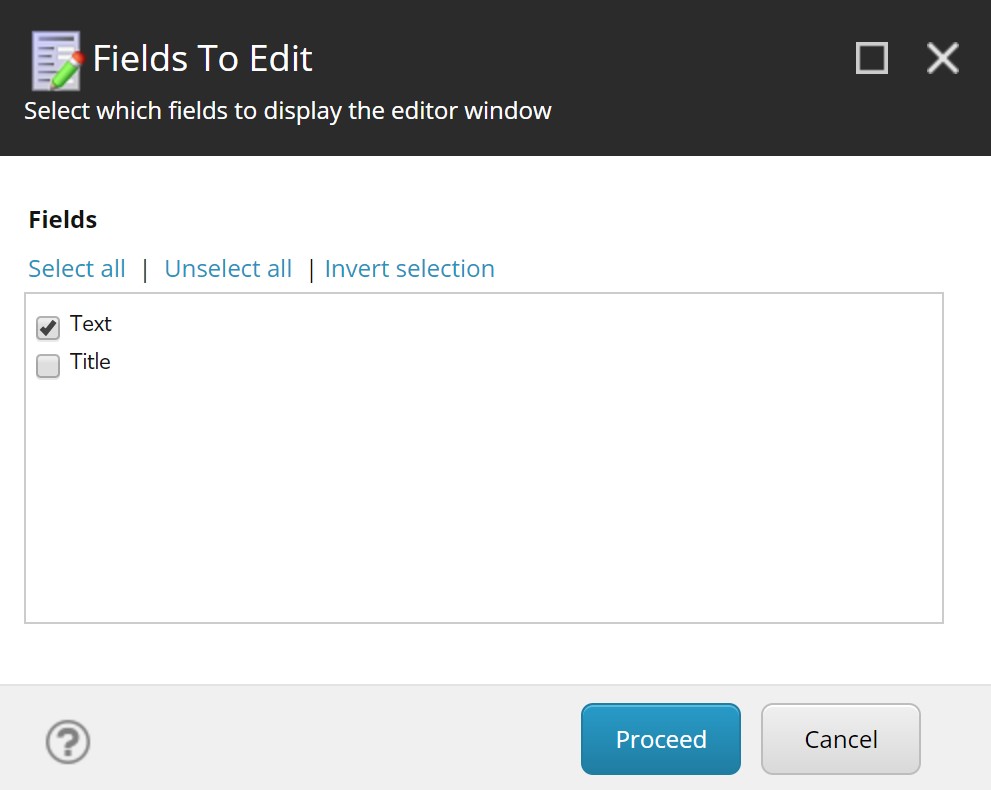 Fields To Edit
Select which fields to display the editor window
Fields
Select all | Unselect all | Invert selection
Text
Title
?
Proceed Cancel